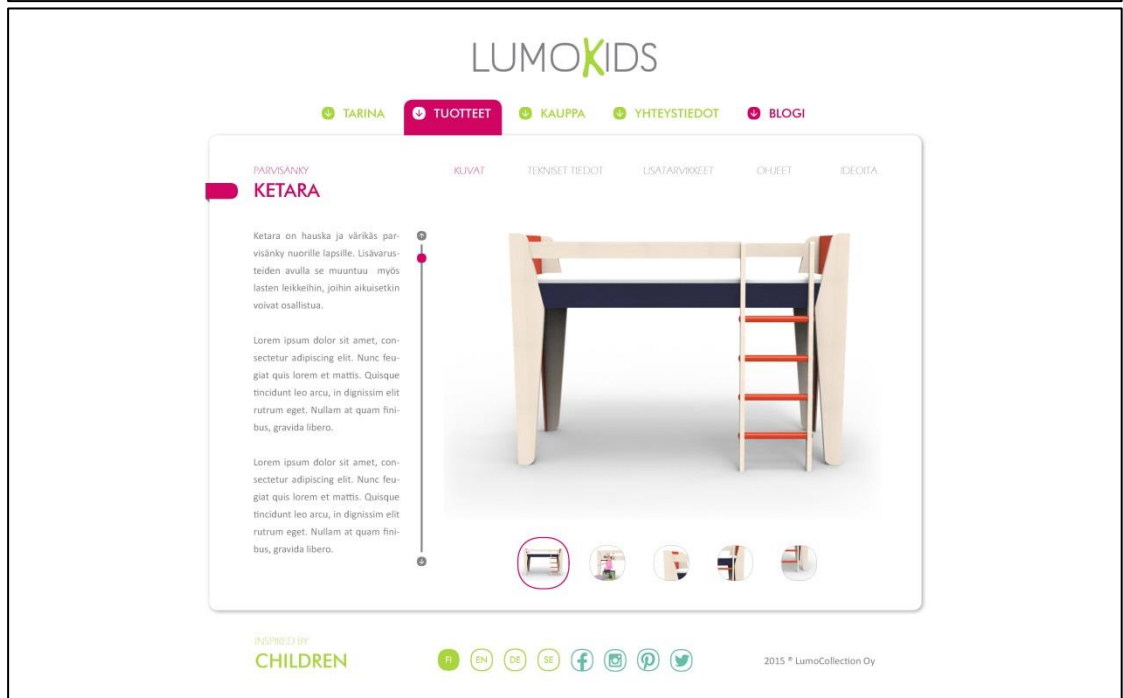 LUMOKIDS
TARINA TUOTTEET KAUPPA YHTEYSTIEDOT BLOGI
PARVISÄNKY
KETARA
KUVAT TEKNISET TIEDOT LISÄTARVIKKEET OHJEET IDEOITA
Ketara on hauska ja värikäs par-
visänky nuorille lapsille. Lisävarus-
teiden avulla se muuntuu myös
lasten leikkeihin, joihin aikuisetkin
voivat osallistua.
Lorem ipsum dolor sit amet, con-
sectetur adipiscing elit. Nunc feu-
giat quis lorem et mattis. Quisque
tincidunt leo arcu, in dignissim elit
rutrum eget. Nullam at quam fini-
bus, gravida libero.
Lorem ipsum dolor sit amet, con-
sectetur adipiscing elit. Nunc feu-
giat quis lorem et mattis. Quisque
tincidunt leo arcu, in dignissim elit
rutrum eget. Nullam at quam fini-
bus, gravida libero.
INSPIRED BY
CHILDREN
FI EN DE SE
2015 ® LumoCollection Oy